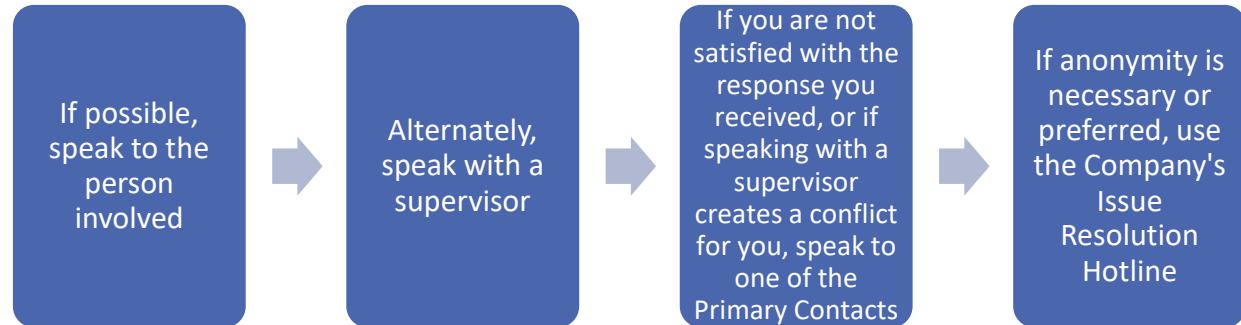 If possible,
speak to the
person
involved
Alternately,
speak with a
supervisor
If you are not
satisfied with the
response you
received, or if
speaking with a
supervisor
creates a conflict
for you, speak to
one of the
Primary Contacts
If anonymity is
necessary or
preferred, use
the Company's
Issue
Resolution
Hotline